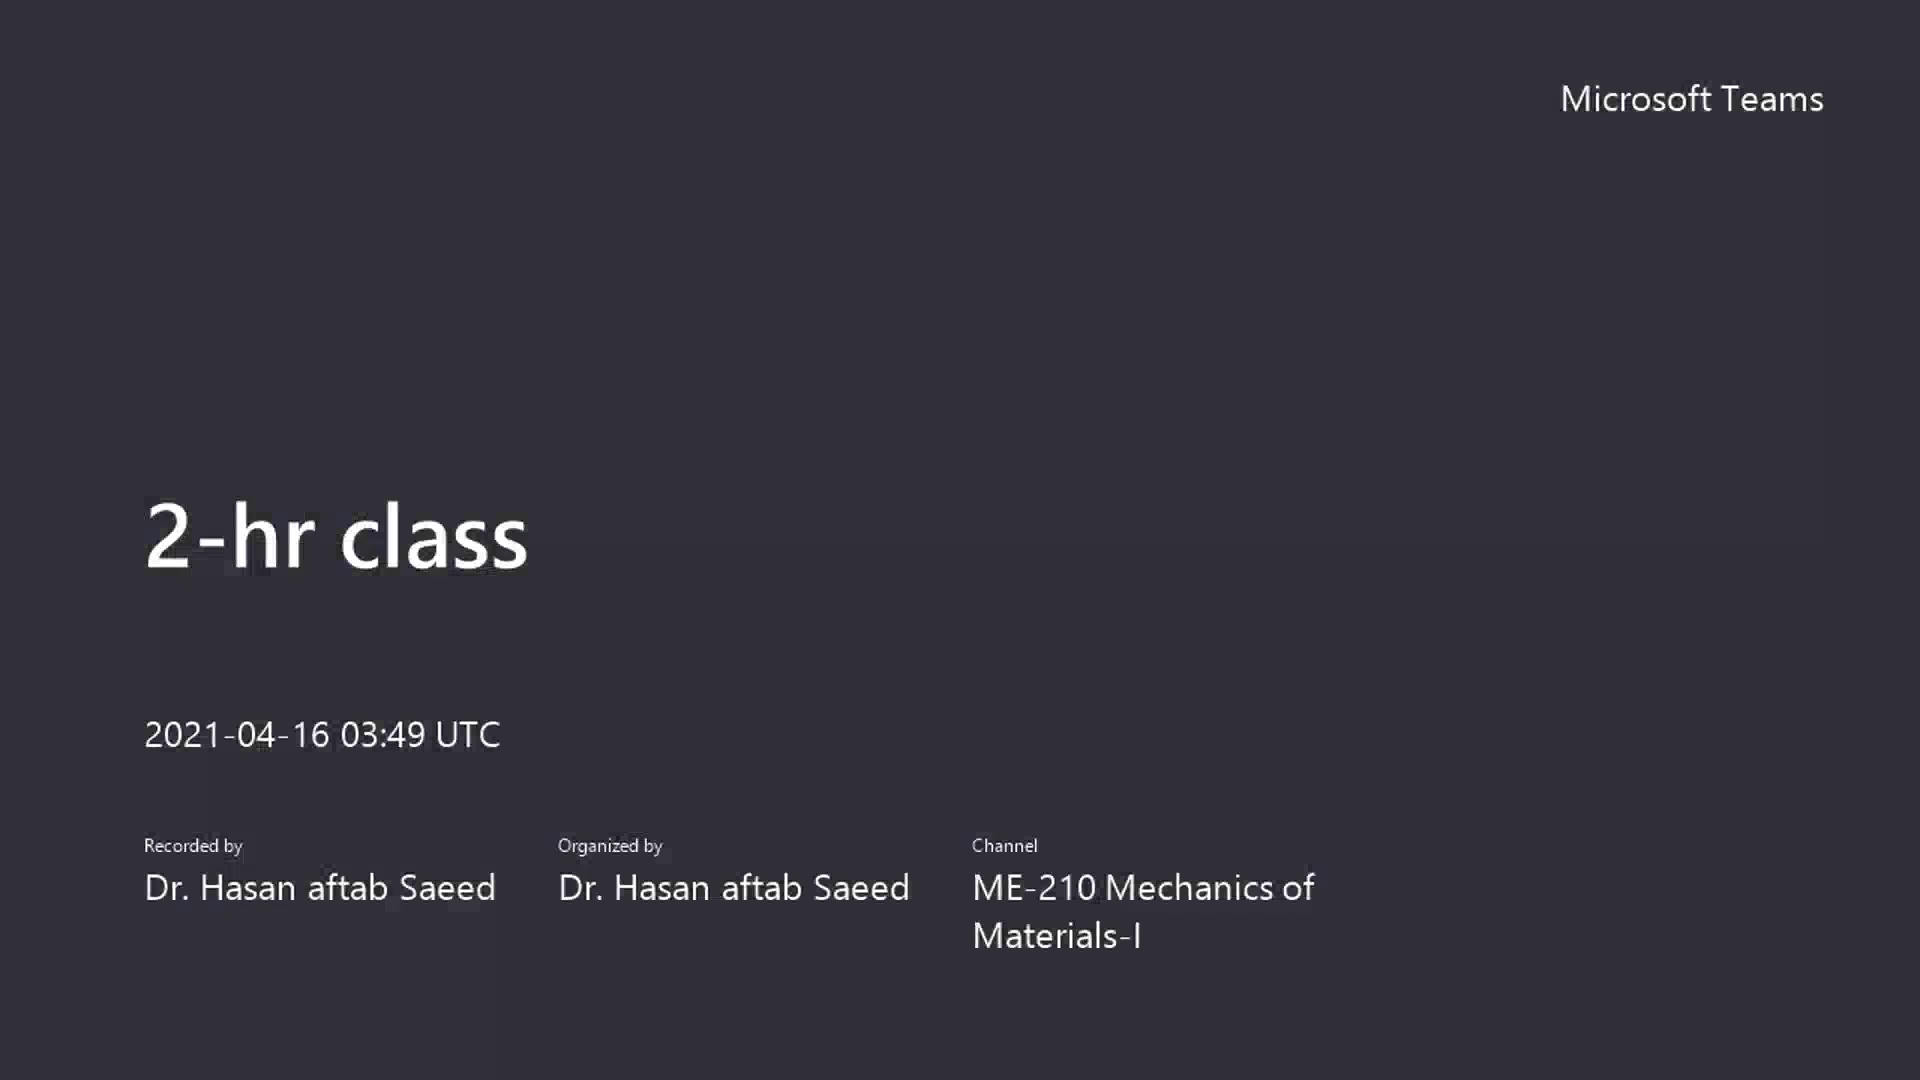 Microsoft Teams
2-hr class
2021-04-16 03:49 UTC
Recorded by
Dr. Hasan aftab Saeed
Organized by
Dr. Hasan aftab Saeed
Channel
ME-210 Mechanics of
Materials-I